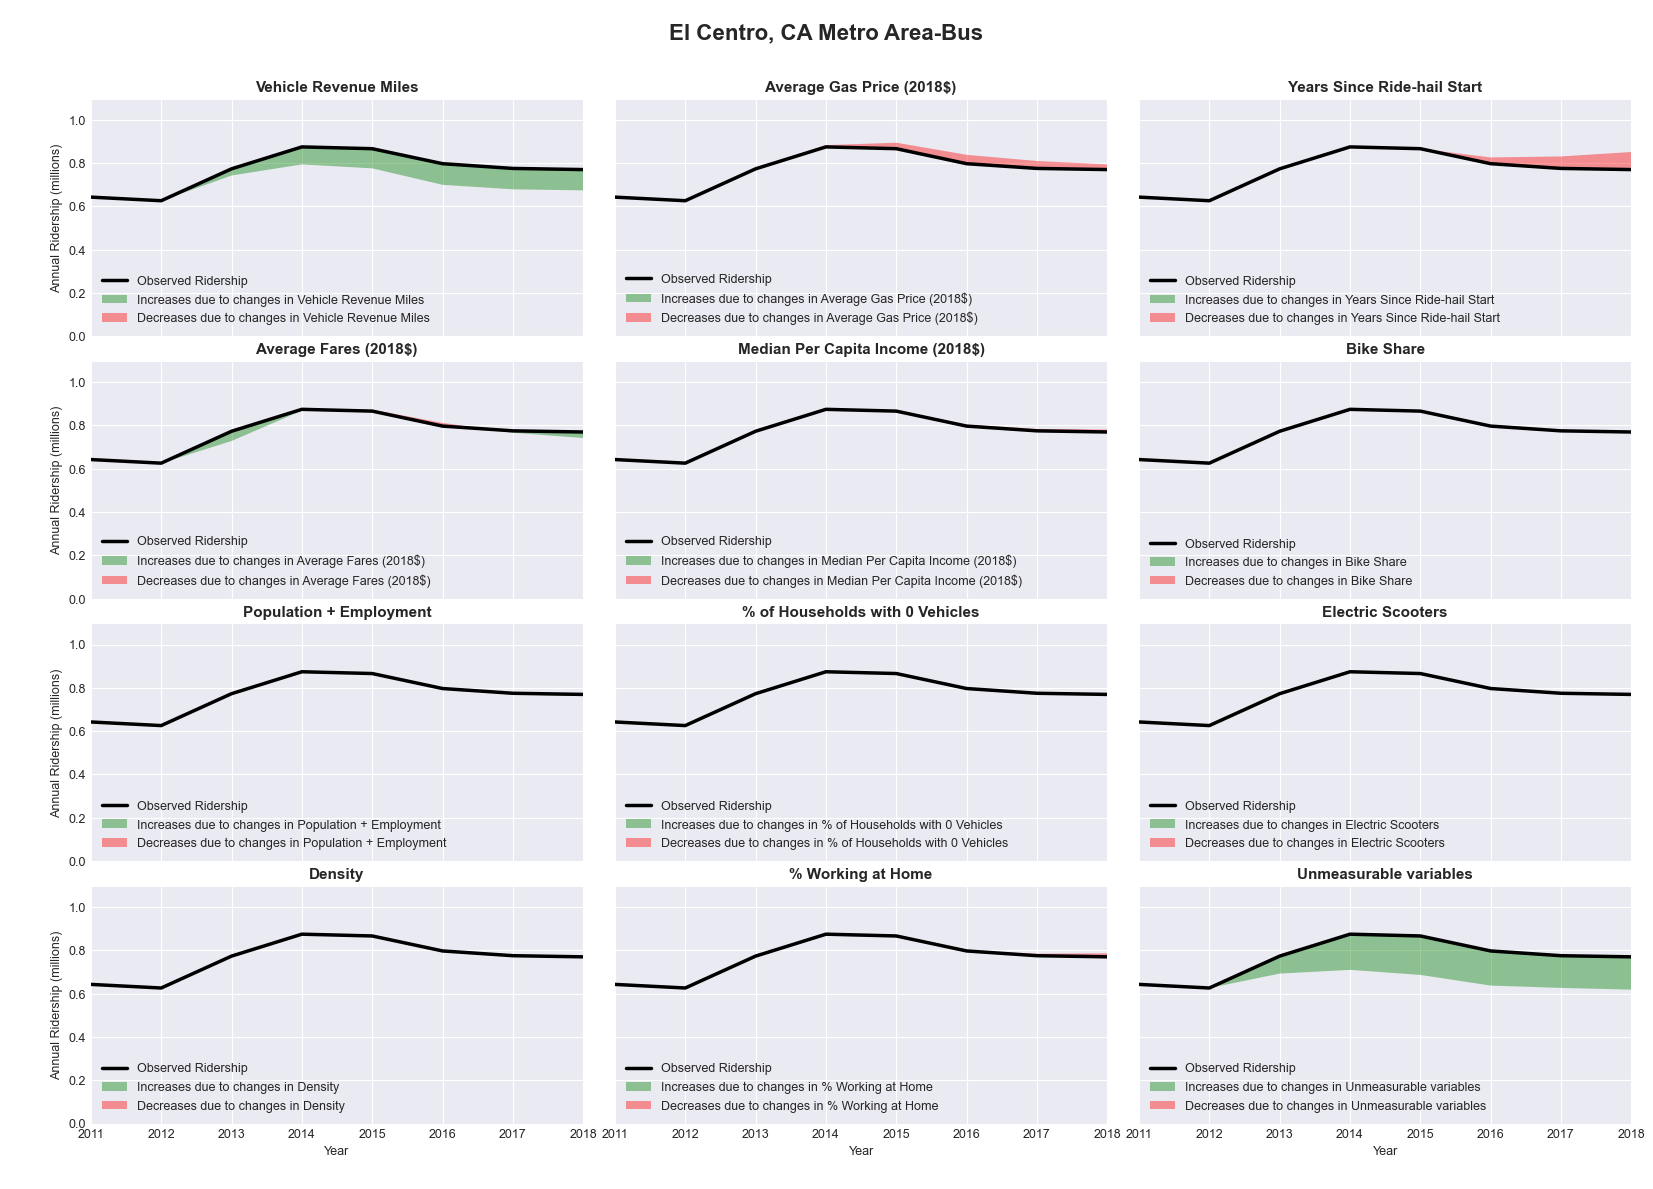 El Centro, CA Metro Area-Bus
Vehicle Revenue Miles
Average Gas Price (2018$)
Years Since Ride-hail Start
Annual Ridership (millions)
1.0
0.8
0.6
0.4
0.2
0.0
Observed Ridership
Increases due to changes in Vehicle Revenue Miles
Decreases due to changes in Vehicle Revenue Miles
Observed Ridership
Increases due to changes in Average Gas Price (2018$)
Decreases due to changes in Average Gas Price (2018$)
Observed Ridership
Increases due to changes in Years Since Ride-hail Start
Decreases due to changes in Years Since Ride-hail Start
Average Fares (2018$)
Median Per Capita Income (2018$)
Bike Share
Annual Ridership (millions)
1.0
0.8
0.6
0.4
0.2
0.0
Observed Ridership
Increases due to changes in Average Fares (2018$)
Decreases due to changes in Average Fares (2018$)
Observed Ridership
Increases due to changes in Median Per Capita Income (2018$)
Decreases due to changes in Median Per Capita Income (2018$)
Observed Ridership
Increases due to changes in Bike Share
Decreases due to changes in Bike Share
Population + Employment
% of Households with 0 Vehicles
Electric Scooters
Annual Ridership (millions)
1.0
0.8
0.6
0.4
0.2
0.0
Observed Ridership
Increases due to changes in Population + Employment
Decreases due to changes in Population + Employment
Observed Ridership
Increases due to changes in % of Households with 0 Vehicles
Decreases due to changes in % of Households with 0 Vehicles
Observed Ridership
Increases due to changes in Electric Scooters
Decreases due to changes in Electric Scooters
Density
% Working at Home
Unmeasurable variables
Annual Ridership (millions)
1.0
0.8
0.6
0.4
0.2
0.0
Observed Ridership
Increases due to changes in Density
Decreases due to changes in Density
Observed Ridership
Increases due to changes in % Working at Home
Decreases due to changes in % Working at Home
Observed Ridership
Increases due to changes in Unmeasurable variables
Decreases due to changes in Unmeasurable variables
2011 2012 2013 2014 2015 2016 2017 2018
2011 2012 2013 2014 2015 2016 2017 2018
2011 2012 2013 2014 2015 2016 2017 2018
Year
Year
Year